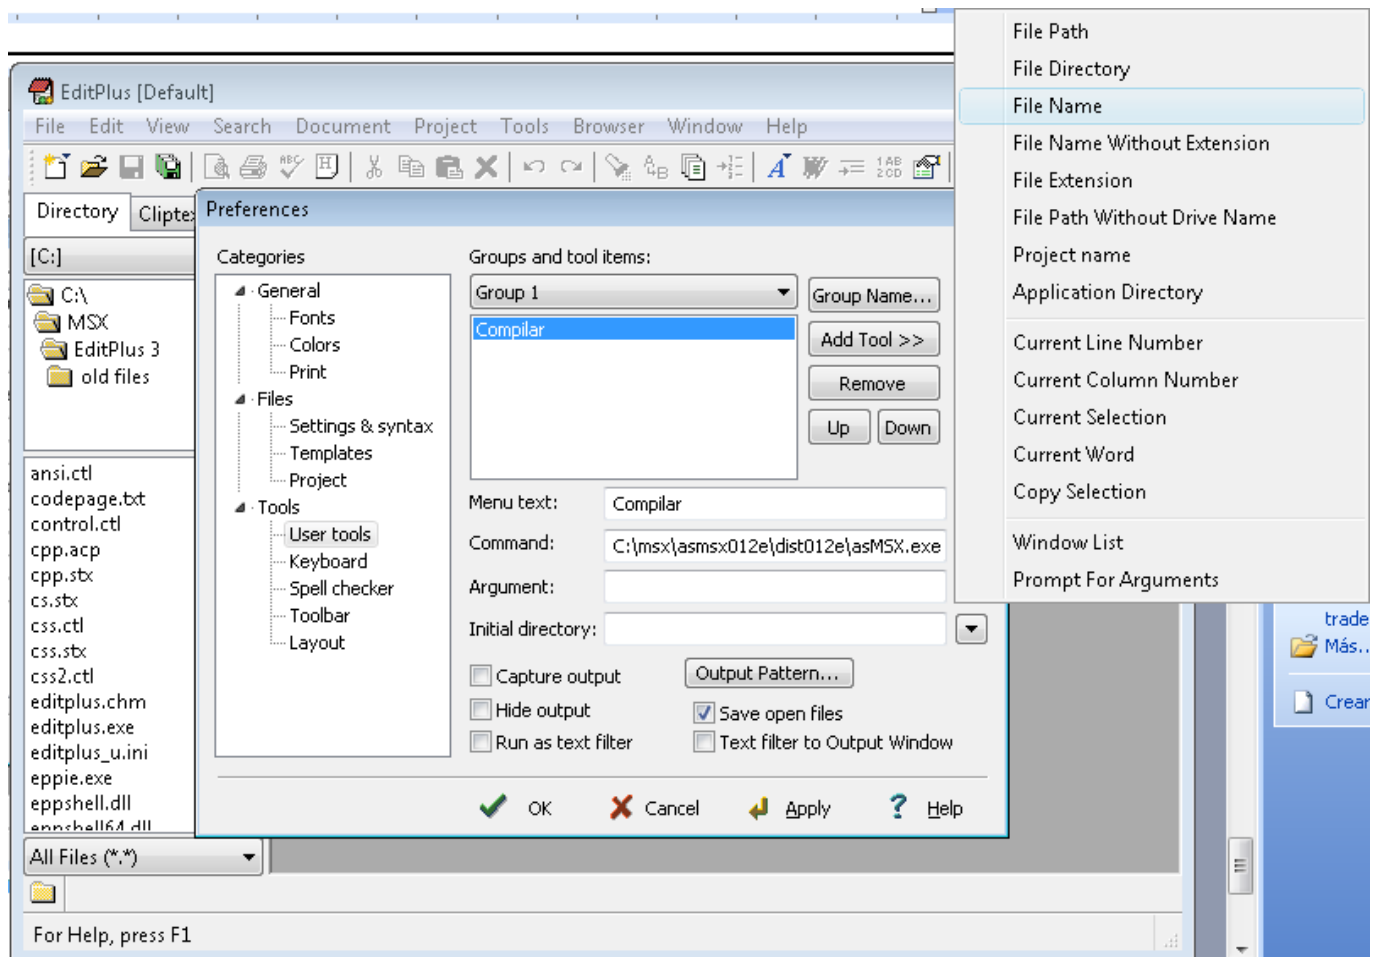 EditPlus [Default]
File Edit View Search Document Project Tools Browser Window Help
Directory
[C:]
C:\
MSX
EditPlus 3
old files
ansi.ctl
codepage.txt
control.ctl
cpp.acp
cpp.stx
cs.stx
css.ctl
css.stx
css2.ctl
editplus.chm
editplus.exe
editplus_u.ini
eppie.exe
eppshell.dll
eppshell64.dll
All Files (*.*)
For Help, press F1
Preferences
Categories
General
Fonts
Colors
Print
Files
Settings & syntax
Templates
Project
Tools
User tools
Keyboard
Spell checker
Toolbar
Layout
Groups and tool items:
Group 1
Group Name...
Compilar
Add Tool >>
Remove
Up Down
Menu text: Compilar
Command: C:\msx\asmsx012e\dist012e\asMSX.exe
Argument:
Initial directory:
Capture output
Output Pattern...
Hide output
Save open files
Run as text filter
Text filter to Output Window
OK Cancel Apply Help
File Path
File Directory
File Name
File Name Without Extension
File Extension
File Path Without Drive Name
Project name
Application Directory
Current Line Number
Current Column Number
Current Selection
Current Word
Copy Selection
Window List
Prompt For Arguments
trade
Más..
Crear